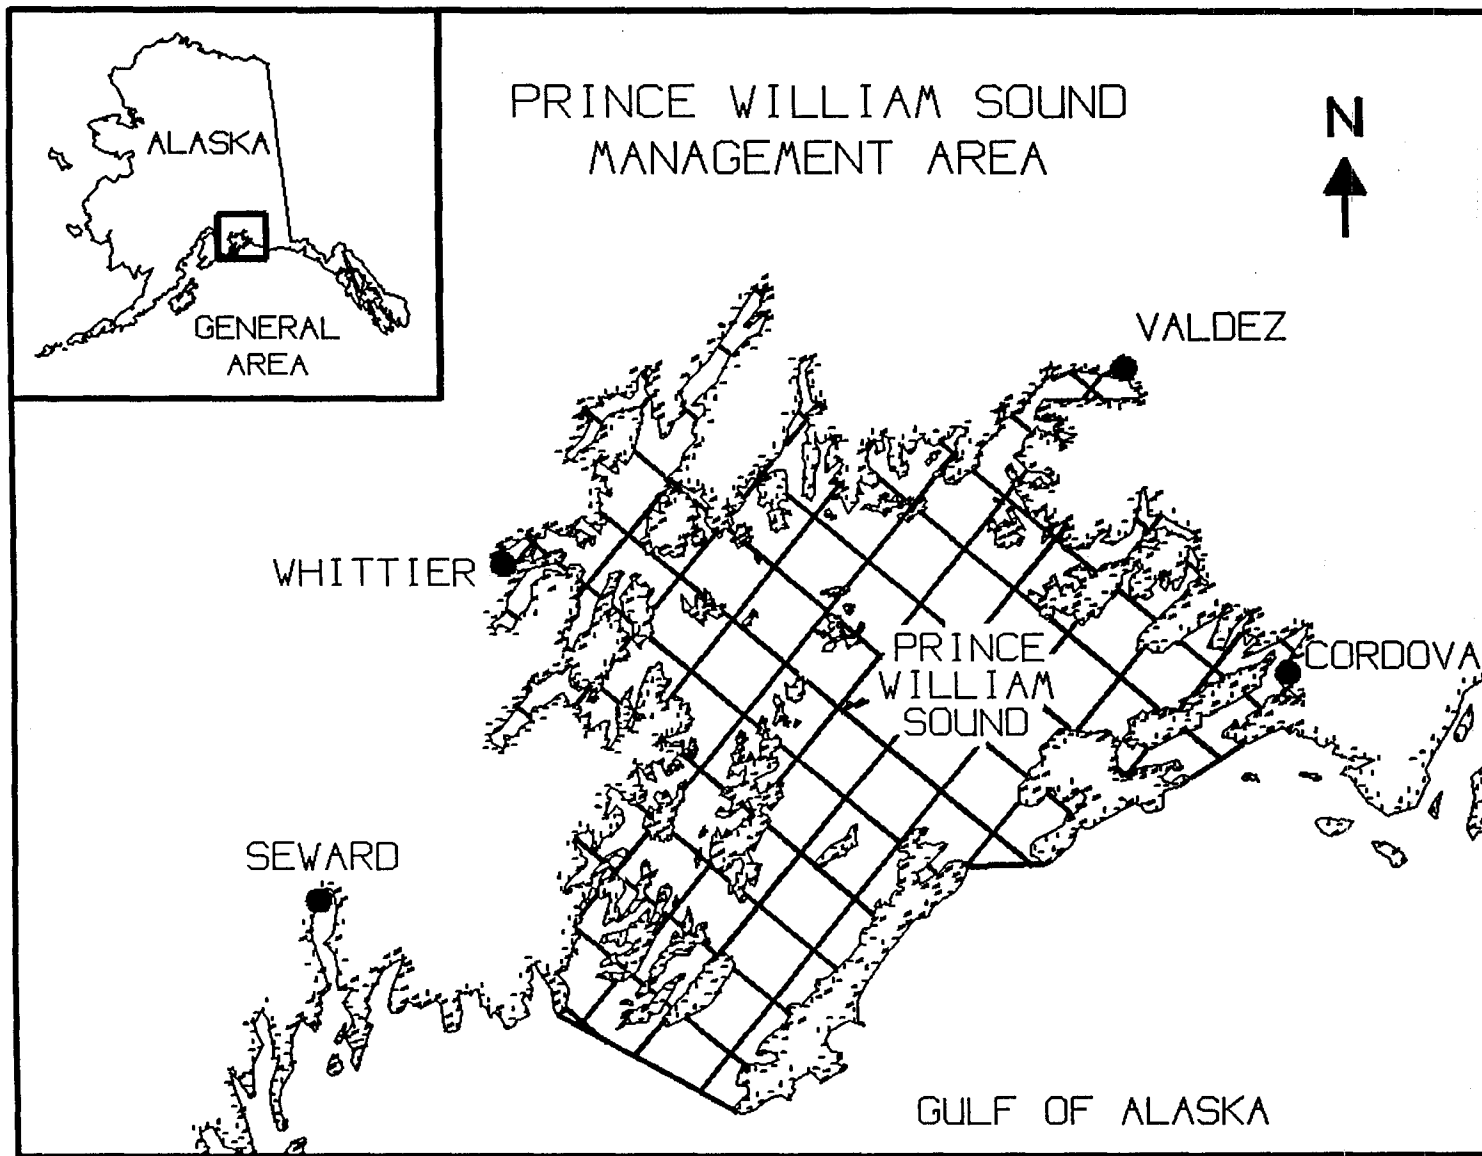 PRINCE WILLIAM SOUND
MANAGEMENT AREA
N
ALASKA
GENERAL
AREA
VALDEZ
WHITTIER
PRINCE
WILLIAM
SOUND
CORDOVA
SEWARD
GULF OF ALASKA